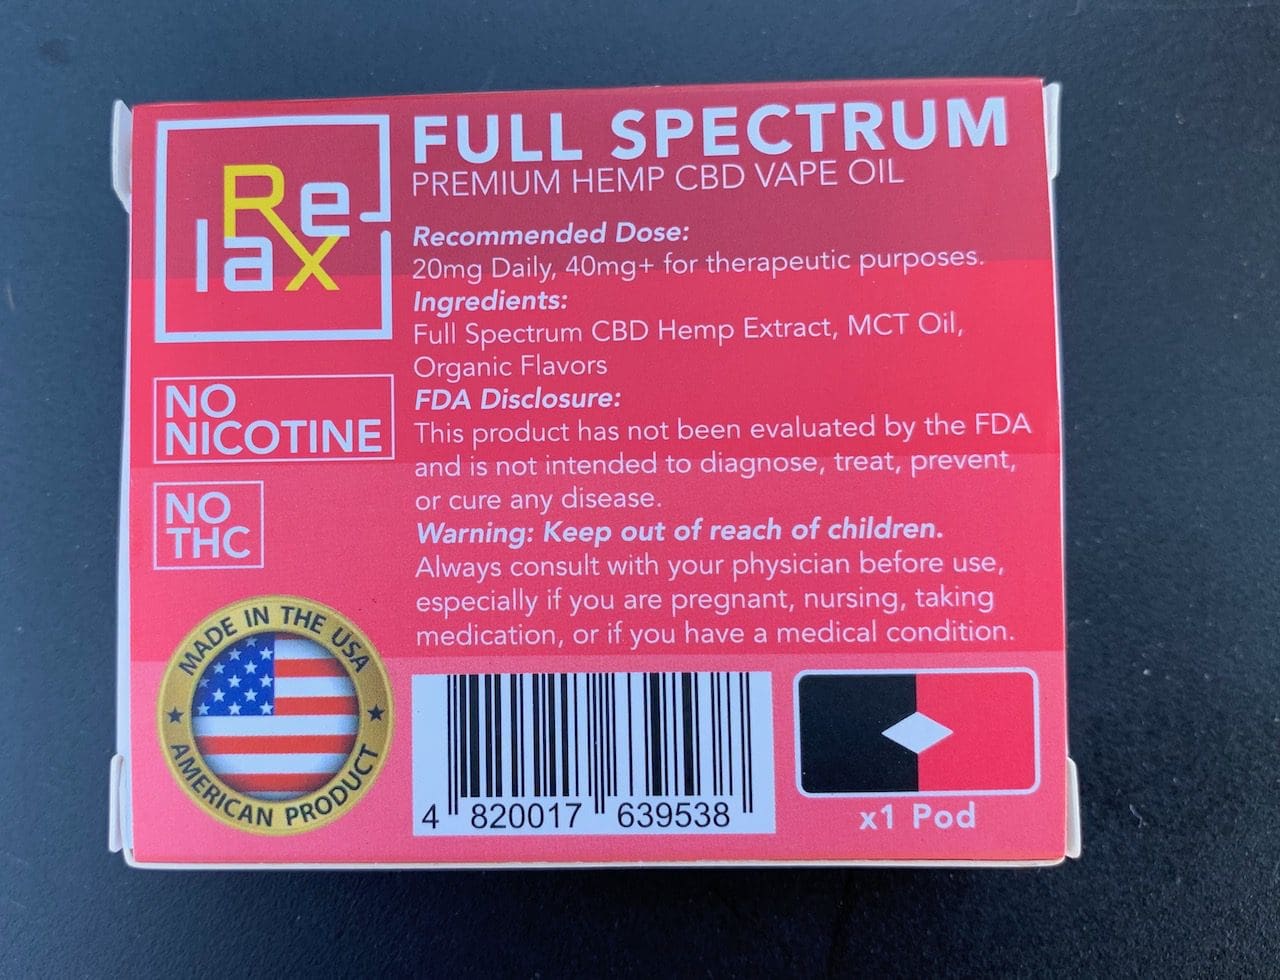 Re
lax
FULL SPECTRUM
PREMIUM HEMP CBD VAPE OIL
Recommended Dose:
20mg Daily, 40mg+ for therapeutic purposes.
Ingredients:
Full Spectrum CBD Hemp Extract, MCT Oil,
Organic Flavors
FDA Disclosure:
This product has not been evaluated by the FDA
and is not intended to diagnose, treat, prevent,
or cure any disease.
Warning: Keep out of reach of children.
Always consult with your physician before use,
especially if you are pregnant, nursing, taking
medication, or if you have a medical condition.
NO
NICOTINE
NO
THC
MADE IN THE USA
AMERICAN PRODUCT
4 820017 639538
x1 Pod